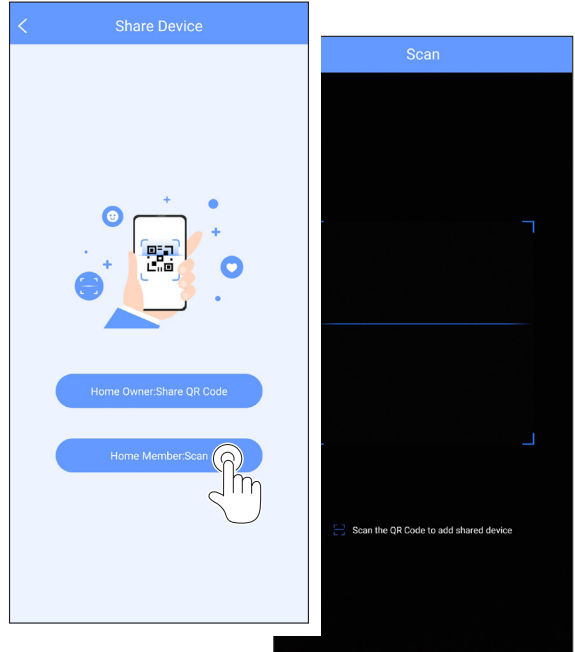 Share Device
Home Owner:Share QR Code
Home Member:Scan
Scan
Scan the QR Code to add shared device